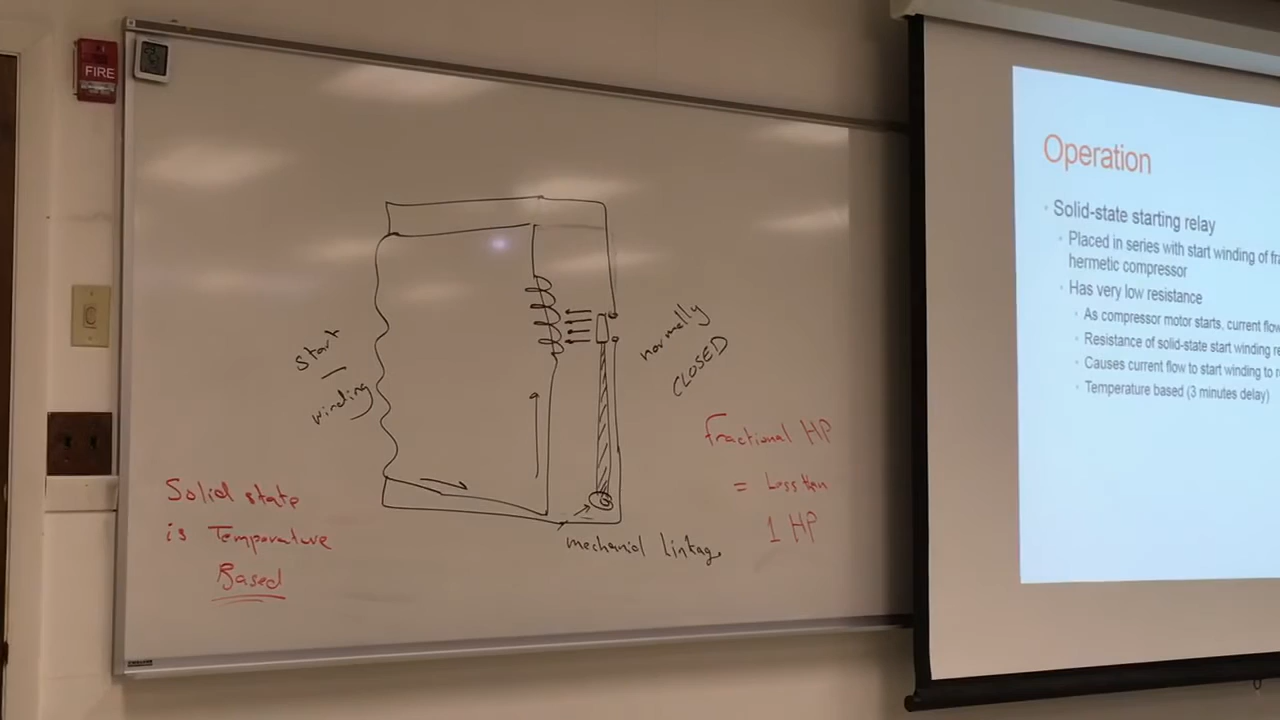 FIRE
start
winding
normally
CLOSED
Solid state
is Temperature
Based
fractional HP
= Less than
1 HP
Operation
Solid-state starting relay
Placed in series with start winding of
hermetic compressor
Has very low resistance
As compressor motor starts, current flow
Resistance of solid-state start winding
Causes current flow to start winding to
Temperature based (3 minutes delay)